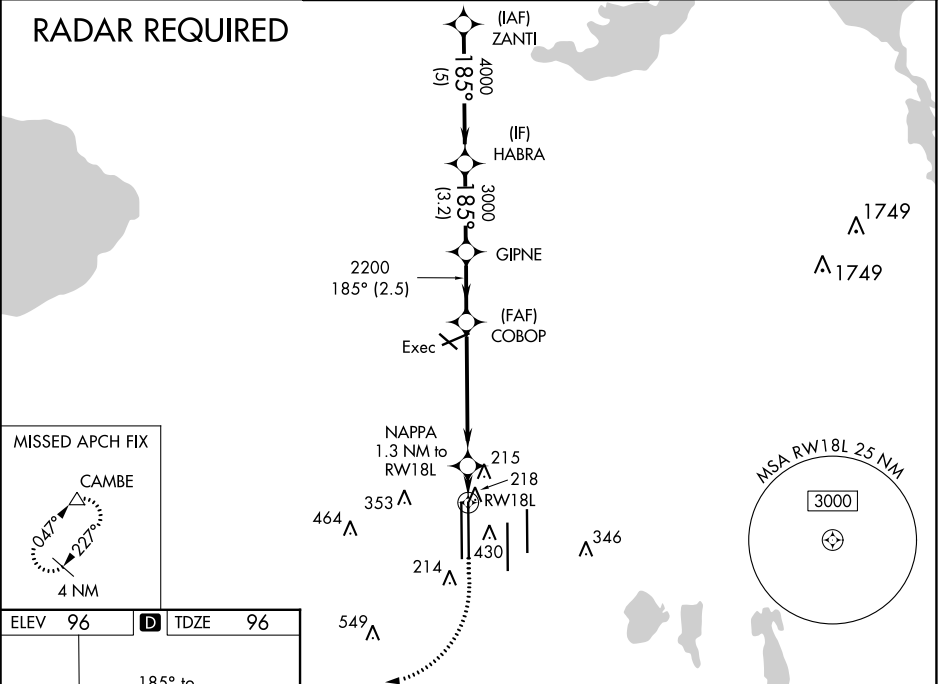 RADAR REQUIRED
(IAF)
ZANTI
4000
185°
(5)
(IF)
HABRA
3000
185°
(3.2)
1749
1749
GIPNE
2200
185° (2.5)
(FAF)
COBOP
Exec
MISSED APCH FIX
CAMBE
047°
227°
4 NM
NAPPA
1.3 NM to
RW18L
215
218
RW18L
353
464
430
346
214
549
MSA RW18L 25 NM
3000
ELEV 96 D TDZE 96
185° to